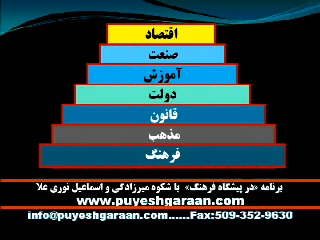 اقتصاد
صنعت
آموزش
دولت
قانون
مذهب
فرهنگ
برنامه «در پیشگاه فرهنگ» با شکوه میرزادگی و اسماعیل نوری علا
www.puyeshgaraan.com
info@puyeshgaraan.com......Fax:509-352-9630